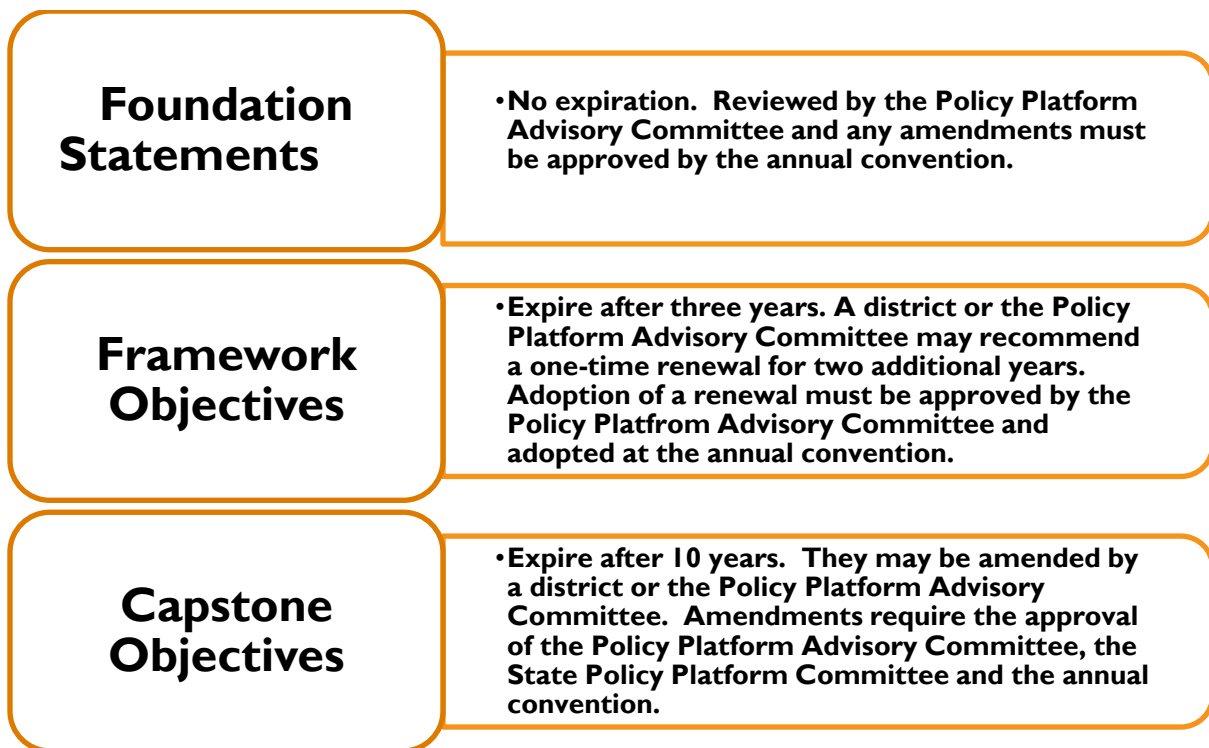 Foundation
Statements
•No expiration.  Reviewed by the Policy Platform
Advisory Committee and any amendments must
be approved by the annual convention.
Framework
Objectives
•Expire after three years. A district or the Policy
Platform Advisory Committee may recommend
a one-time renewal for two additional years.
Adoption of a renewal must be approved by the
Policy Platfrom Advisory Committee and
adopted at the annual convention.
Capstone
Objectives
•Expire after 10 years.  They may be amended by
a district or the Policy Platform Advisory
Committee.  Amendments require the approval
of the Policy Platform Advisory Committee, the
State Policy Platform Committee and the annual
convention.